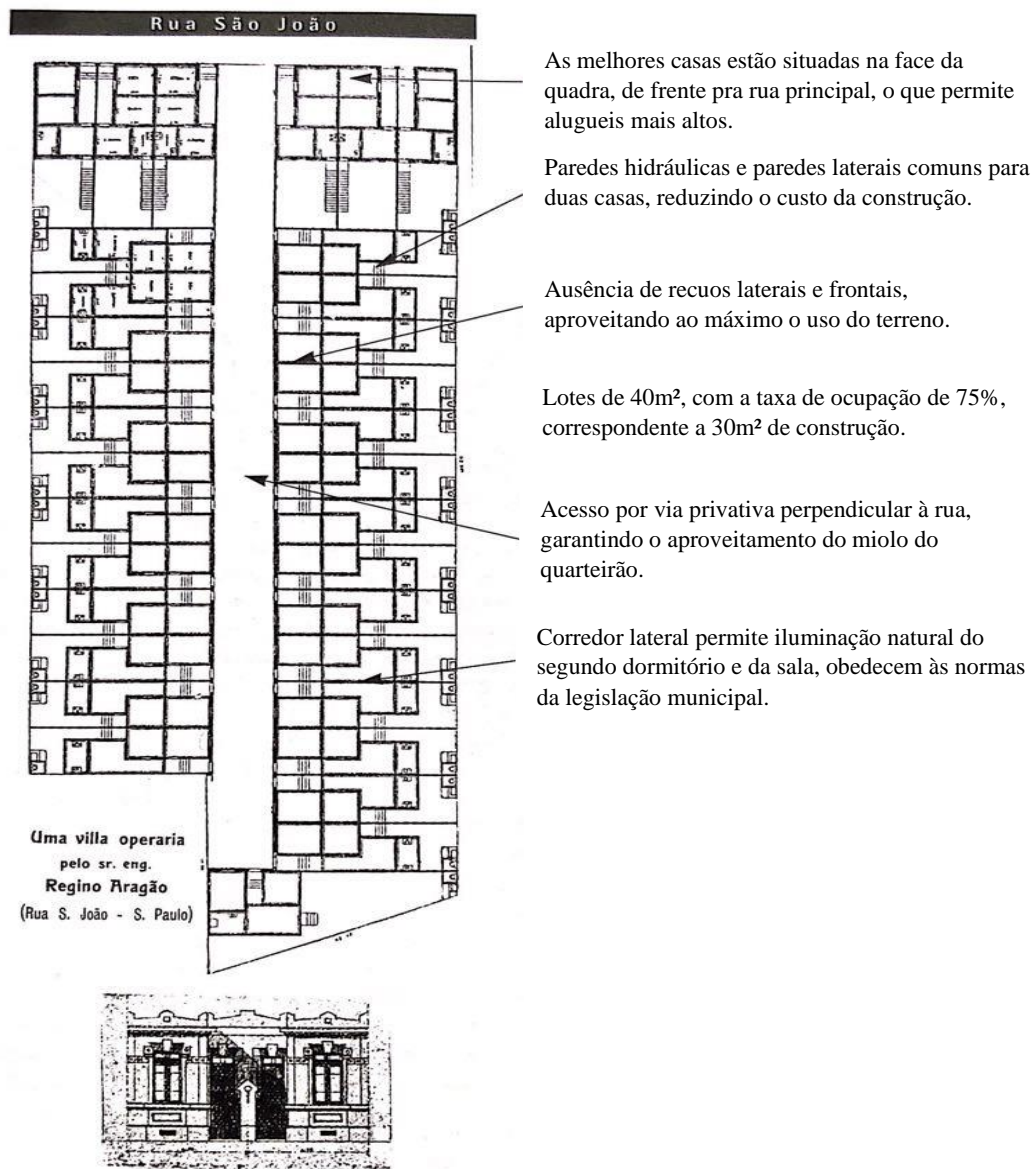 Rua São João
As melhores casas estão situadas na face da
quadra, de frente pra rua principal, o que permite
alugueis mais altos.
Paredes hidráulicas e paredes laterais comuns para
duas casas, reduzindo o custo da construção.
Ausência de recuos laterais e frontais,
aproveitando ao máximo o uso do terreno.
Lotes de 40m², com a taxa de ocupação de 75%,
correspondente a 30m² de construção.
Acesso por via privativa perpendicular à rua,
garantindo o aproveitamento do miolo do
quarteirão.
Corredor lateral permite iluminação natural do
segundo dormitório e da sala, obedecem às normas
da legislação municipal.
Uma villa operaria
pelo sr. eng.
Regino Aragão
(Rua S. João - S. Paulo)